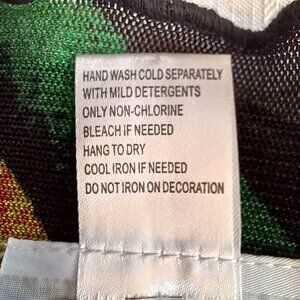 HAND WASH COLD SEPARATELY
WITH MILD DETERGENTS
ONLY NON-CHLORINE
BLEACH IF NEEDED
HANG TO DRY
COOL IRON IF NEEDED
DO NOT IRON ON DECORATION